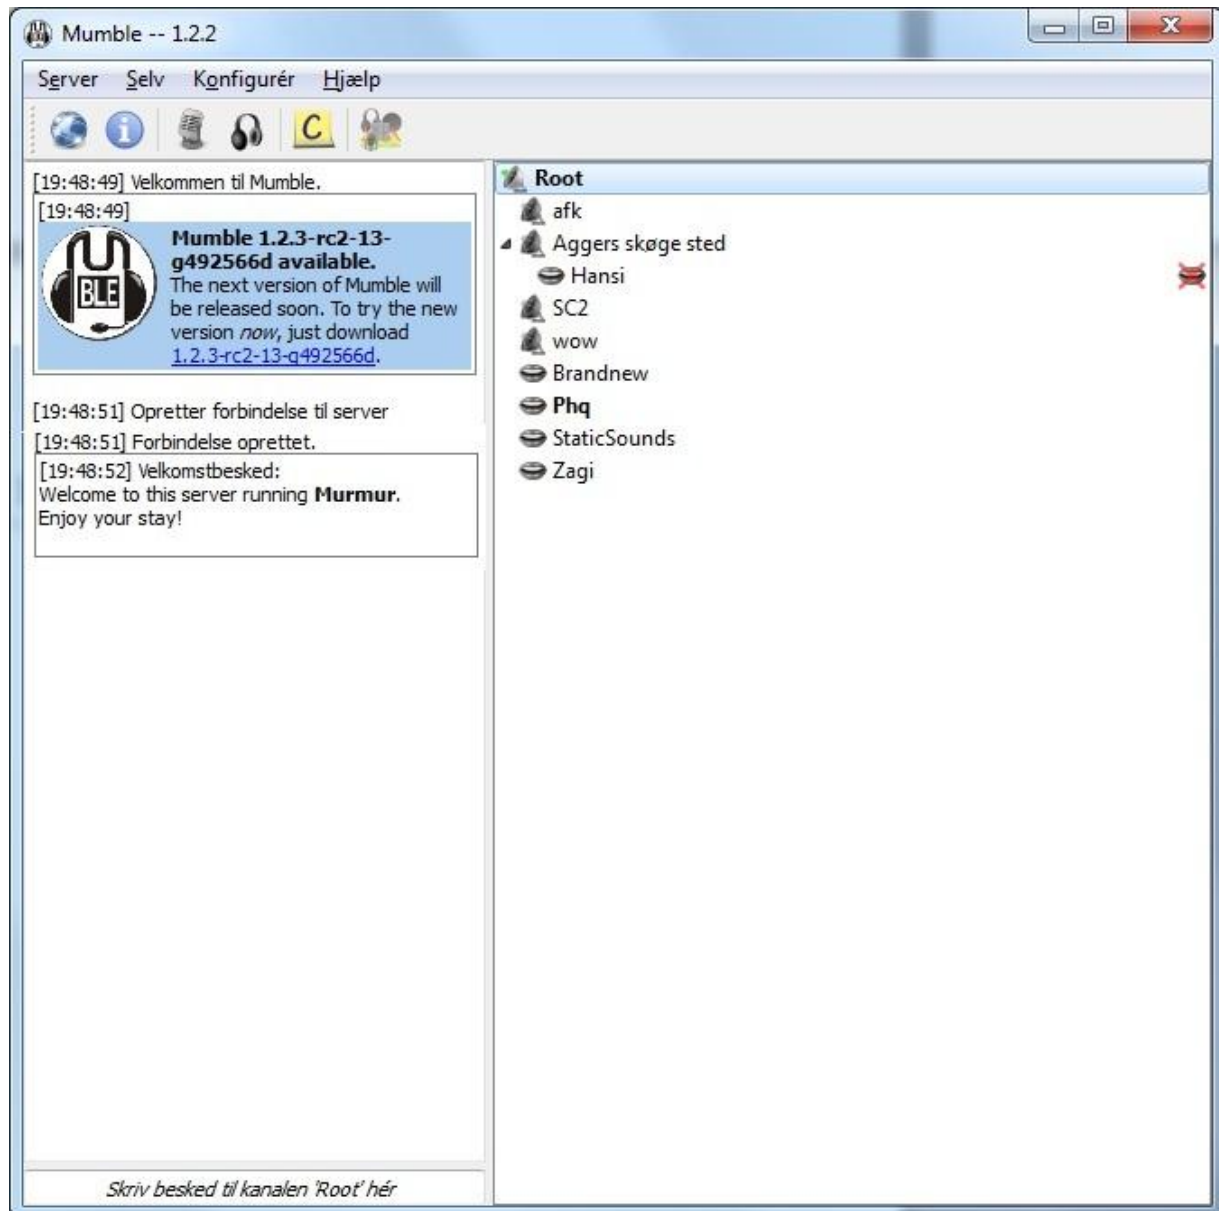 Mumble -- 1.2.2
Server Selv Konfigurér Hjælp
C
[19:48:49] Velkommen til Mumble.
[19:48:49]
BLE
Mumble 1.2.3-rc2-13-
g492566d available.
The next version of Mumble will
be released soon. To try the new
version now, just download
1.2.3-rc2-13-g492566d.
[19:48:51] Opretter forbindelse til server
[19:48:51] Forbindelse oprettet.
[19:48:52] Velkomstbesked:
Welcome to this server running Murmur.
Enjoy your stay!
Skriv besked til kanalen 'Root' hér
Root
afk
Aggers skøge sted
Hansi
SC2
wow
Brandnew
Phq
StaticSounds
Zagi